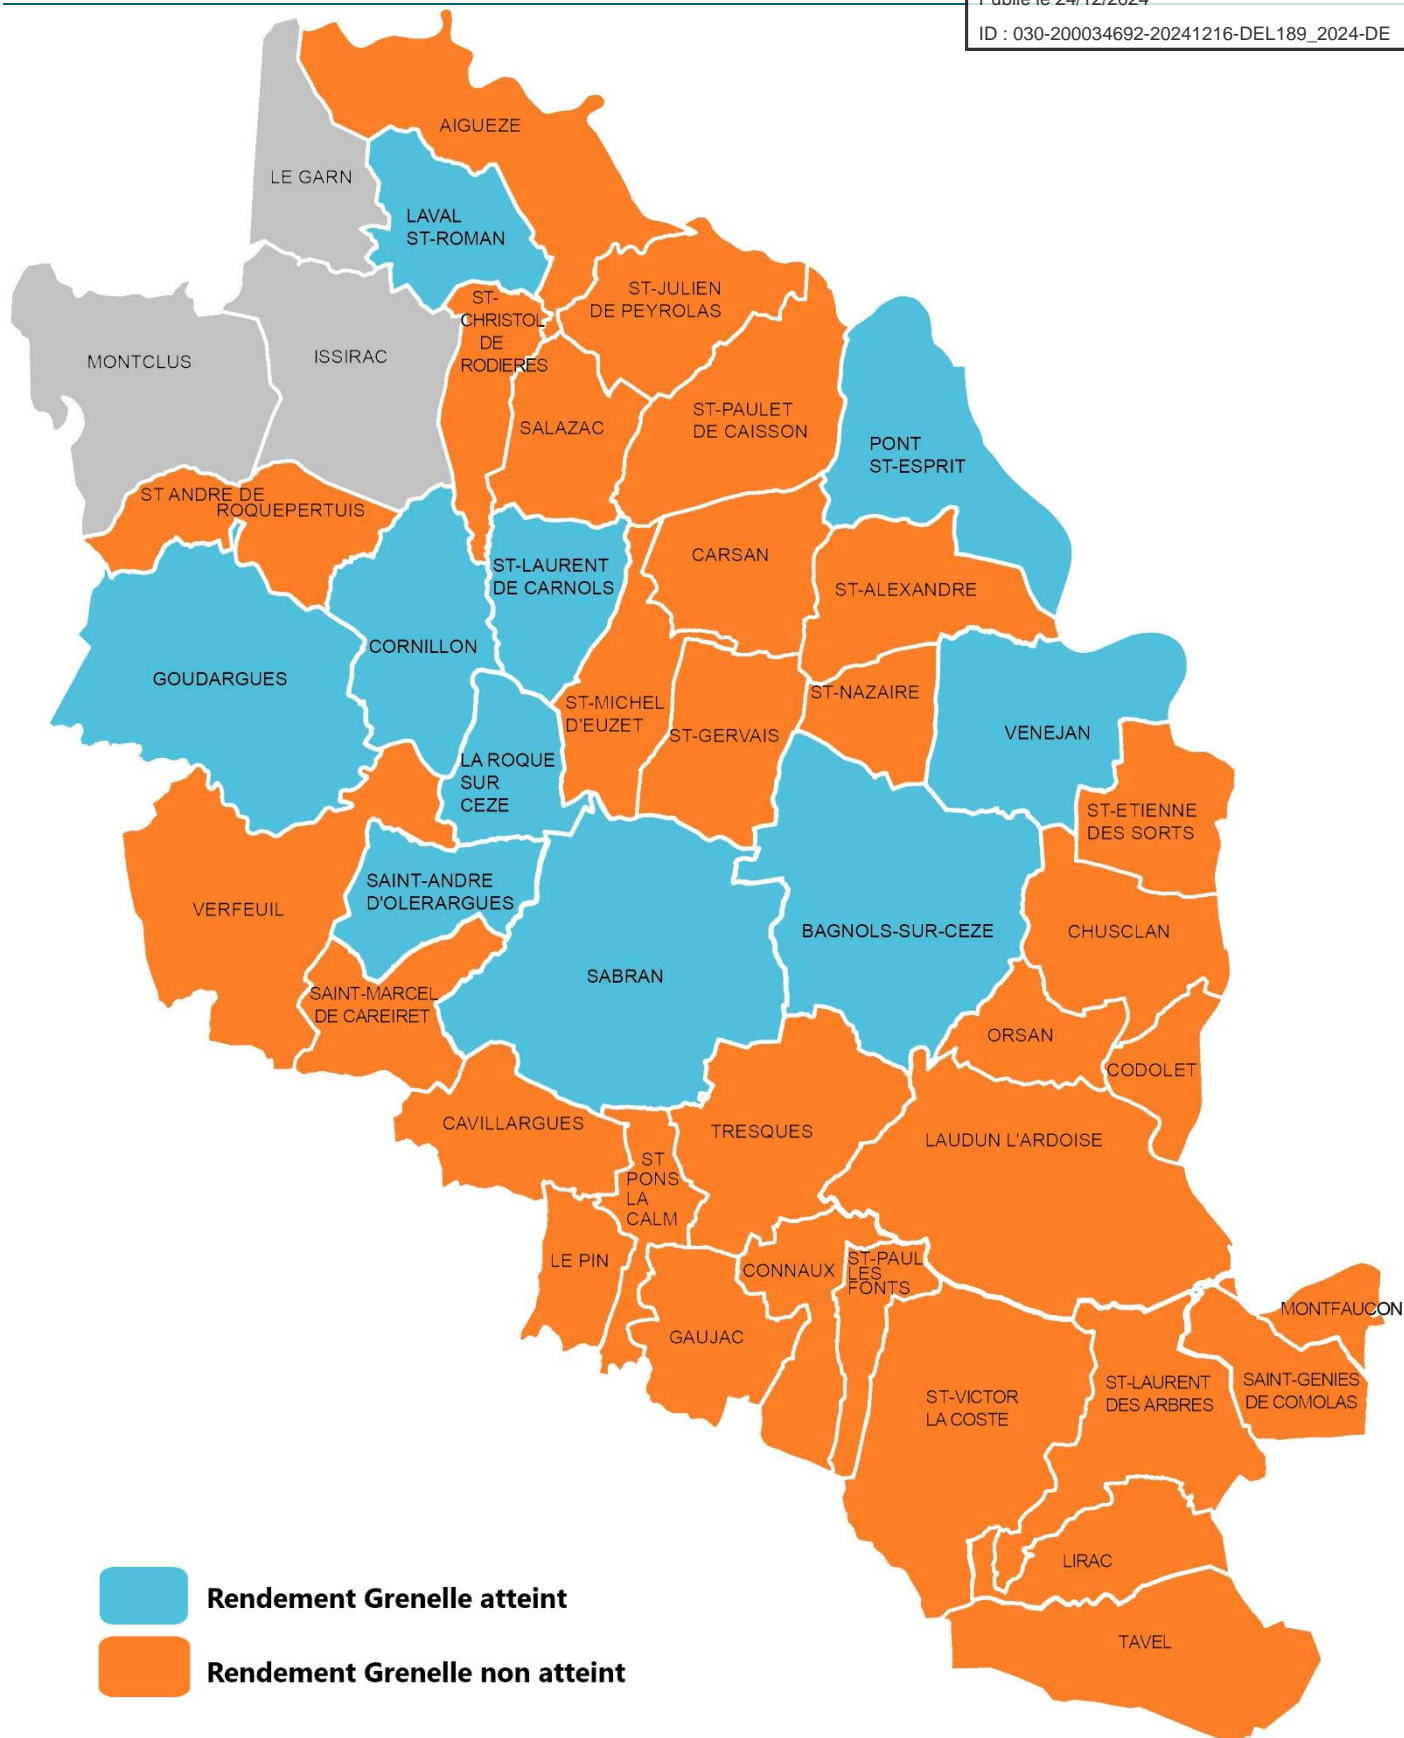 Publié le 24/12/2024
ID : 030-200034692-20241216-DEL189_2024-DE
AIGUEZE
LE GARN
LAVAL
ST-ROMAN
ST-JULIEN
DE PEYROLAS
ST-
CHRISTOL
DE
RODIERES
MONTCLUS
ISSIRAC
ST-PAULET
DE CAISSON
SALAZAC
PONT
ST-ESPRIT
ST ANDRE DE
ROQUEPERTUIS
CARSAN
ST-LAURENT
DE CARNOLS
ST-ALEXANDRE
CORNILLON
GOUDARGUES
ST-MICHEL
D'EUZET
ST-NAZAIRE
ST-GERVAIS
VENEJAN
LA ROQUE
SUR
CEZE
ST-ETIENNE
DES SORTS
SAINT-ANDRE
D'OLERARGUES
VERFEUIL
BAGNOLS-SUR-CEZE
CHUSCLAN
SABRAN
SAINT-MARCEL
DE CAREIRET
ORSAN
CODOLET
CAVILLARGUES
TRESQUES
LAUDUN L'ARDOISE
ST
PONS
LA
CALM
LE PIN
CONNAUX
ST-PAUL
LES
FONTS
MONTFAUCON
GAUJAC
ST-VICTOR
LA COSTE
ST-LAURENT
DES ARBRES
SAINT-GENIES
DE COMOLAS
LIRAC
TAVEL
Rendement Grenelle atteint
Rendement Grenelle non atteint